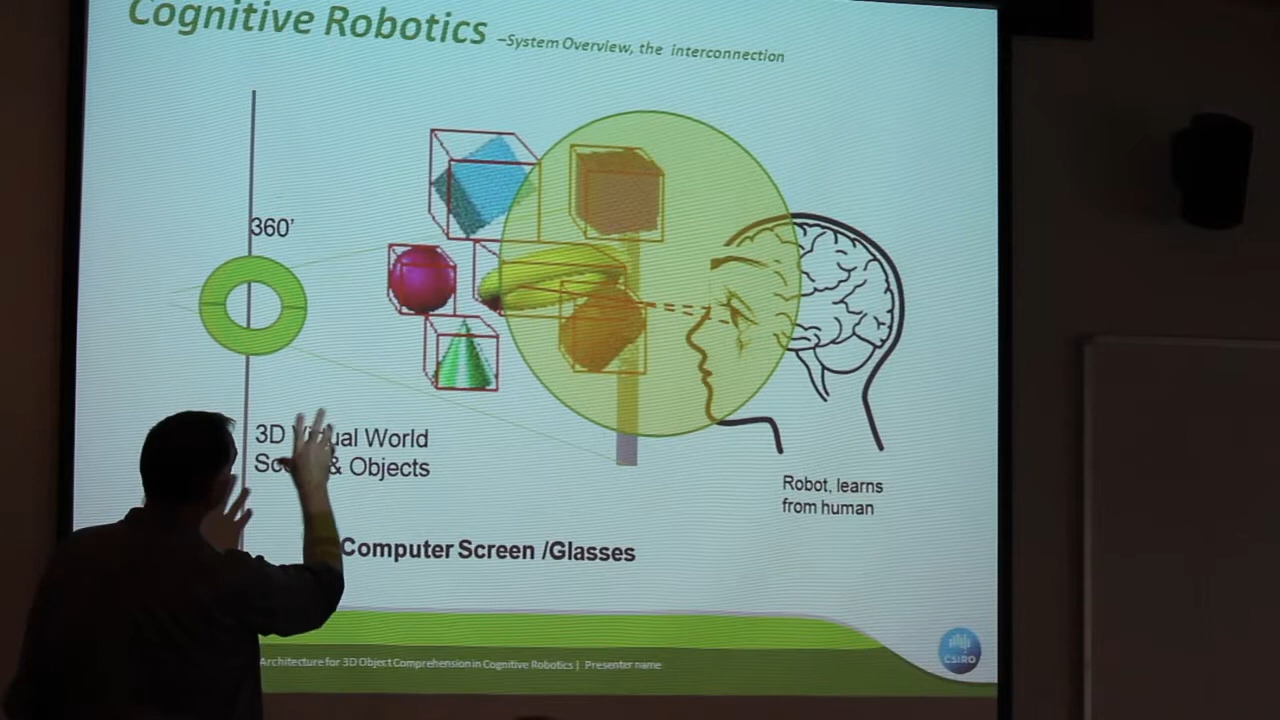 Cognitive Robotics –System Overview, the interconnection
360'
3D Virtual World
& Objects
Computer Screen /Glasses
Robot, learns
from human
Architecture for 3D Object Comprehension in Cognitive Robotics | Presenter name
CSIRO